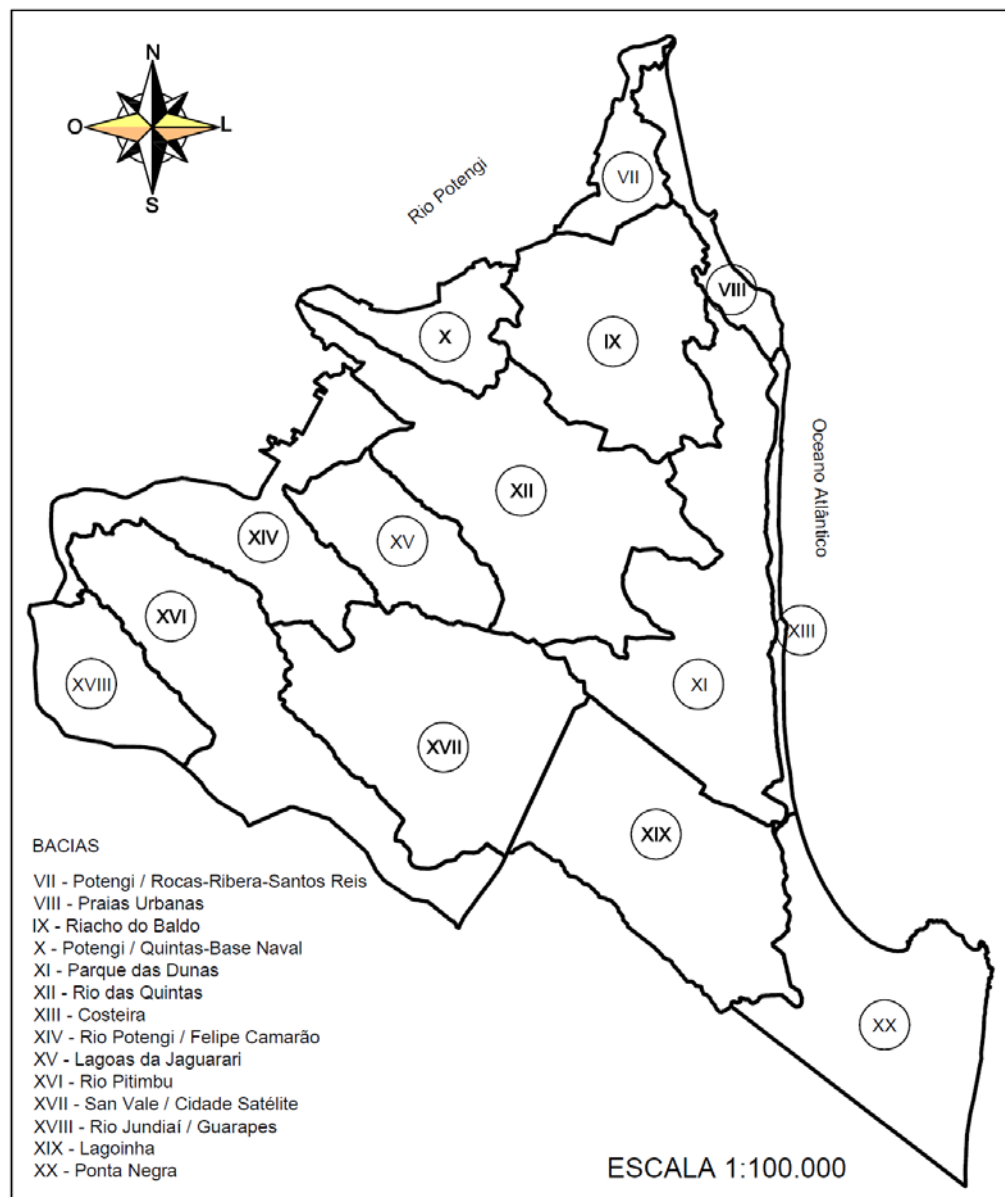 N
O
L
S
Rio Potengi
VII
VIII
X
IX
Oceano Atlântico
XII
XIV
XV
XVI
XIII
XVIII
XI
XVII
XIX
XX
BACIAS
VII - Potengi / Rocas-Ribera-Santos Reis
VIII - Praias Urbanas
IX - Riacho do Baldo
X - Potengi / Quintas-Base Naval
XI - Parque das Dunas
XII - Rio das Quintas
XIII - Costeira
XIV - Rio Potengi / Felipe Camarão
XV - Lagoas da Jaguarari
XVI - Rio Pitimbu
XVII - San Vale / Cidade Satélite
XVIII - Rio Jundiaí / Guarapes
XIX - Lagoinha
XX - Ponta Negra
ESCALA 1:100.000